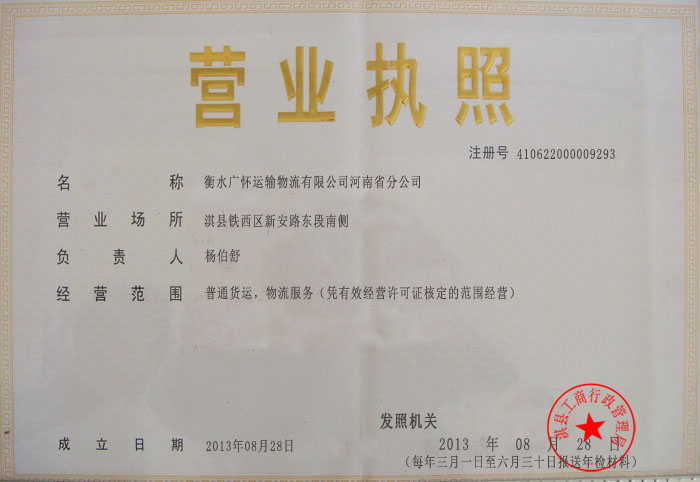 营业执照
注册号 410622000009293
名称 衡水广怀运输物流有限公司河南省分公司
营业场所 淇县铁西区新安路东段南侧
负责人 杨伯舒
经营范围 普通货运，物流服务（凭有效经营许可证核定的范围经营）
发照机关
淇县工商行政管理局
成立日期 2013年08月28日
2013 年 08 月 28 日
（每年三月一日至六月三十日报送年检材料）